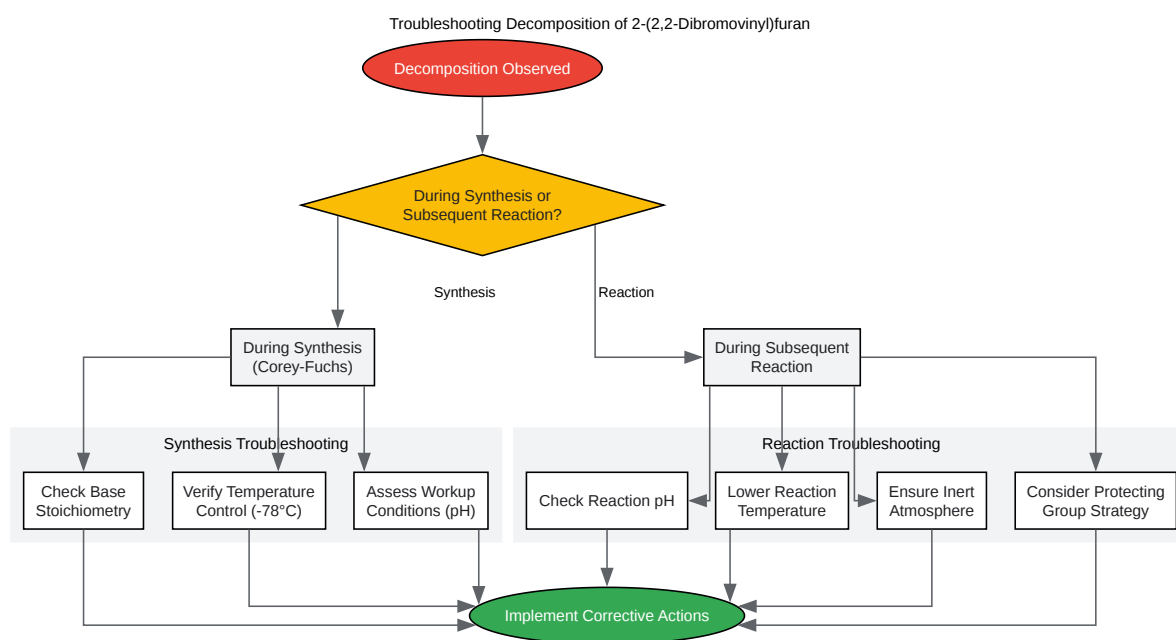 Troubleshooting Decomposition of 2-(2,2-Dibromovinyl)furan
Decomposition Observed
During Synthesis or
Subsequent Reaction?
Synthesis
Reaction
During Synthesis
(Corey-Fuchs)
During Subsequent
Reaction
Synthesis Troubleshooting
Reaction Troubleshooting
Check Base
Stoichiometry
Verify Temperature
Control (-78°C)
Assess Workup
Conditions (pH)
Check Reaction pH
Lower Reaction
Temperature
Ensure Inert
Atmosphere
Consider Protecting
Group Strategy
Implement Corrective Actions